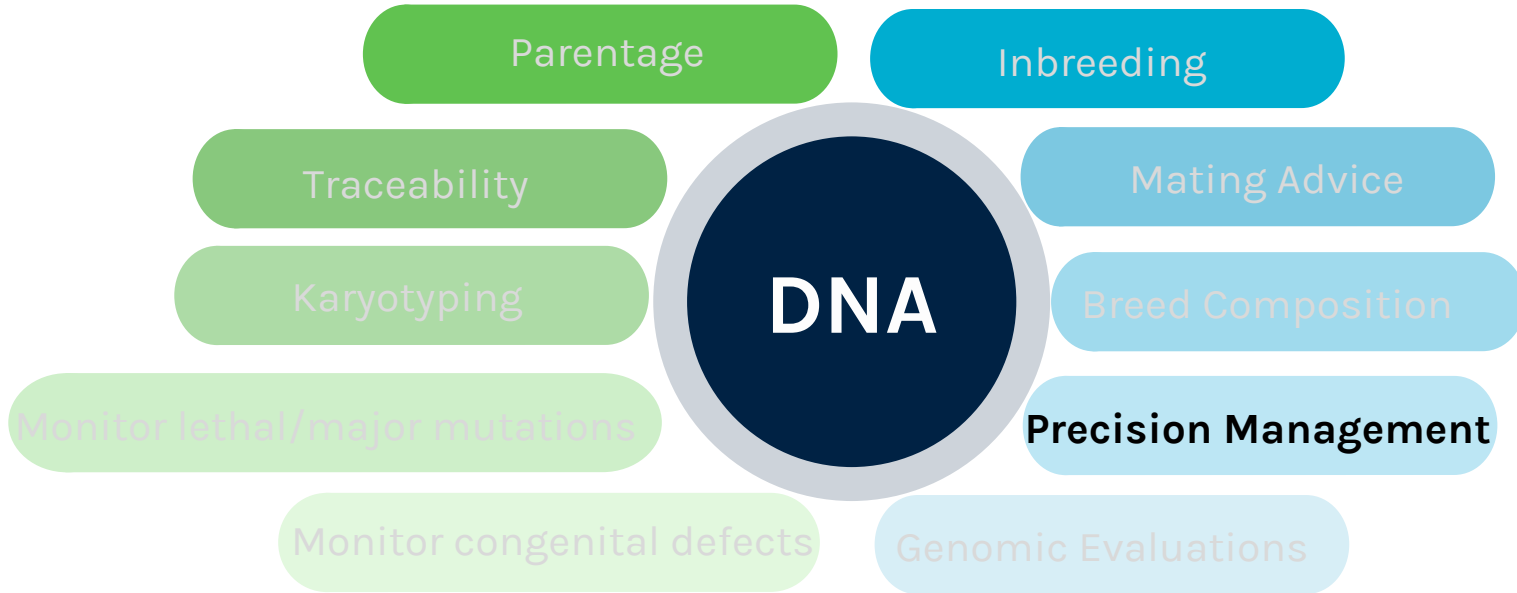 Parentage
Inbreeding
Traceability
Mating Advice
Karyotyping
DNA
Breed Composition
Monitor lethal/major mutations
Precision Management
Monitor congenital defects
Genomic Evaluations